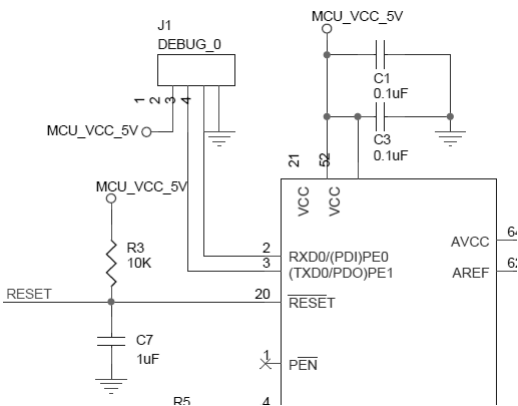 J1
DEBUG_0
1
2
3
4
MCU_VCC_5V
MCU_VCC_5V
C1
0.1uF
C3
0.1uF
MCU_VCC_5V
R3
10K
RESET
C7
1uF
21
52
VCC
VCC
2
RXD0/(PDI)PE0
3
(TXD0/PDO)PE1
20
RESET
1
PEN
4
R5
AVCC
64
AREF
62